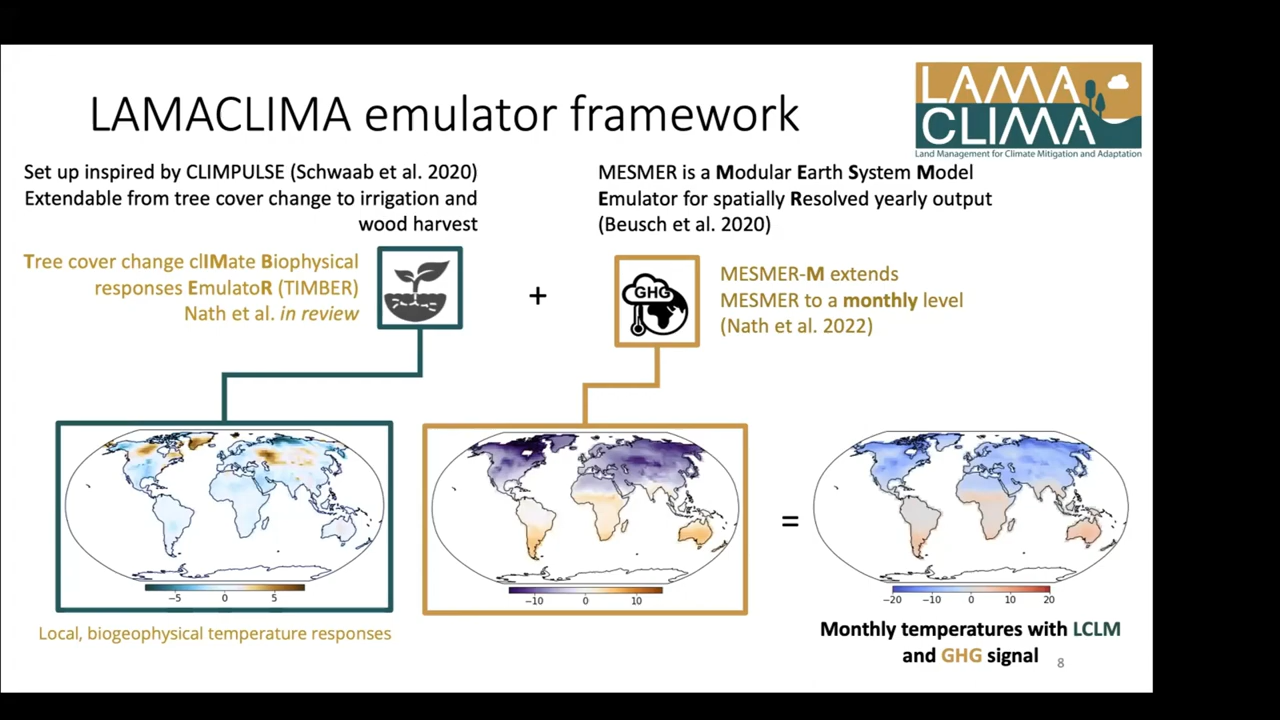 LAMACLIMA emulator framework
LAMA
CLIMA
Land Management for Climate Mitigation and Adaptation
Set up inspired by CLIMPULSE (Schwaab et al. 2020)
Extendable from tree cover change to irrigation and
wood harvest
MESMER is a Modular Earth System Model
Emulator for spatially Resolved yearly output
(Beusch et al. 2020)
Tree cover change clIMate Biophysical
responses EmulatoR (TIMBER)
Nath et al. in review
+
GHG
MESMER-M extends
MESMER to a monthly level
(Nath et al. 2022)
=
−5 0 5
−10 0 10
−20 −10 0 10 20
Local, biogeophysical temperature responses
Monthly temperatures with LCLM
and GHG signal
8